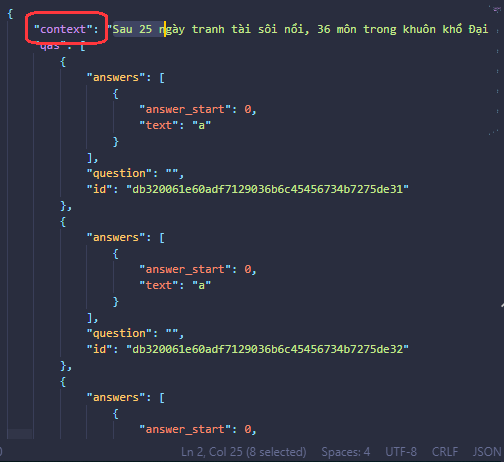 {
"context": "Sau 25 ngày tranh tài sôi nổi, 36 môn trong khuôn khổ Đại
"qas": [
{
"answers": [
{
"answer_start": 0,
"text": "a"
}
],
"question": "",
"id": "db320061e60adf7129036b6c45456734b7275de31"
},
{
"answers": [
{
"answer_start": 0,
"text": "a"
}
],
"question": "",
"id": "db320061e60adf7129036b6c45456734b7275de32"
},
{
"answers": [
{
"answer_start": 0,
Ln 2, Col 25 (8 selected) Spaces: 4 UTF-8 CRLF JSON